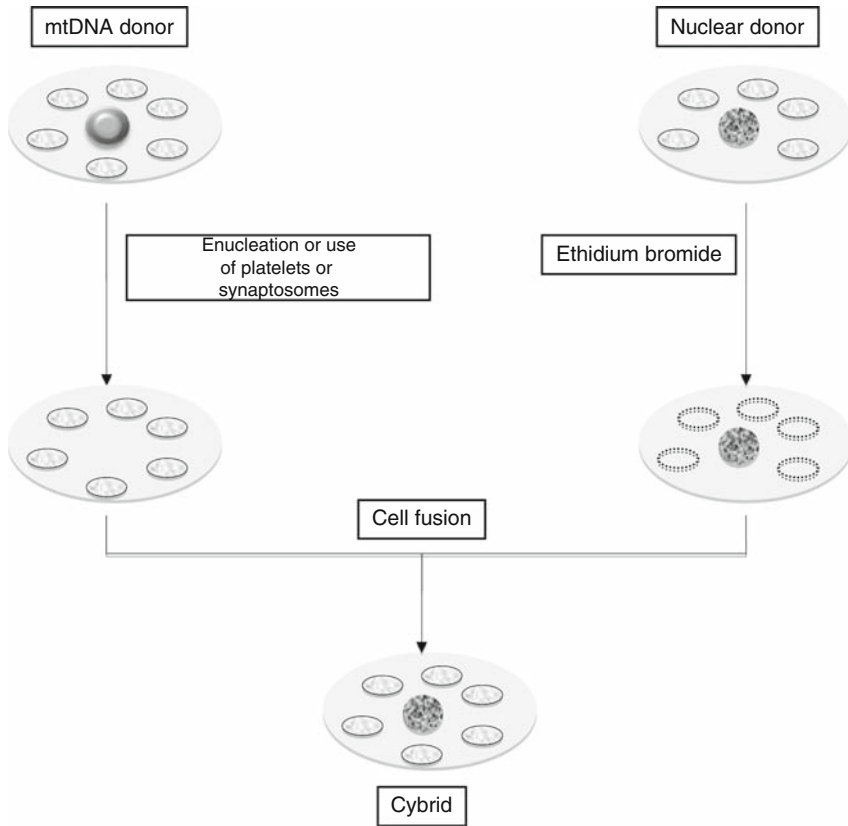 mtDNA donor
Nuclear donor
Enucleation or use
of platelets or
synaptosomes
Ethidium bromide
Cell fusion
Cybrid